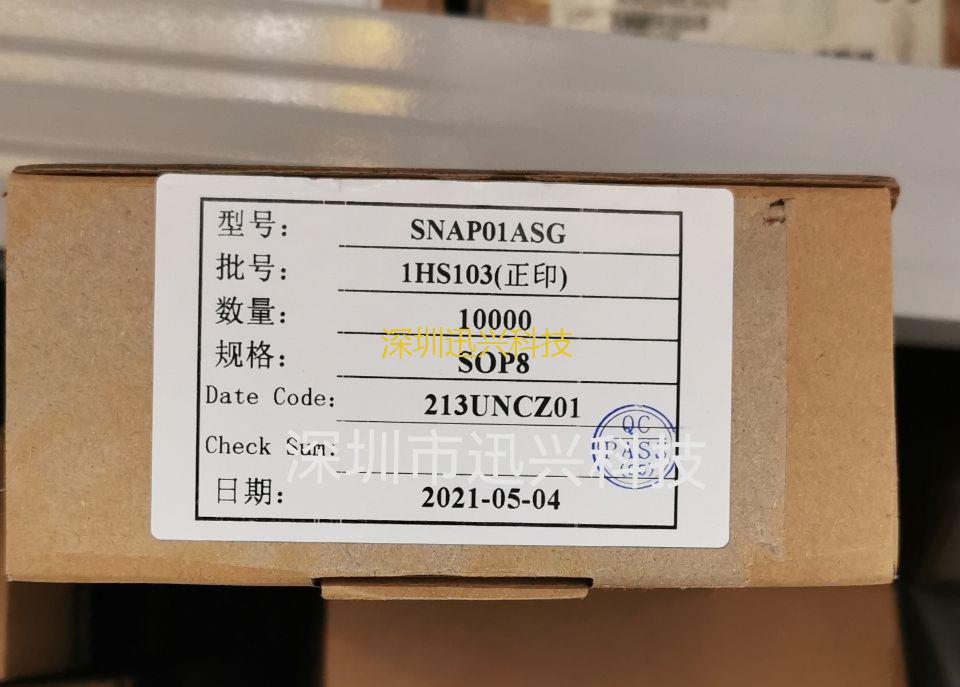 型号： SNAP01ASG
批号： 1HS103(正印)
数量： 10000
深圳迅兴科技
规格： SOP8
Date Code: 213UNCZ01
QC
Check Sum: PASS
深圳市迅兴科技
日期： 2021-05-04